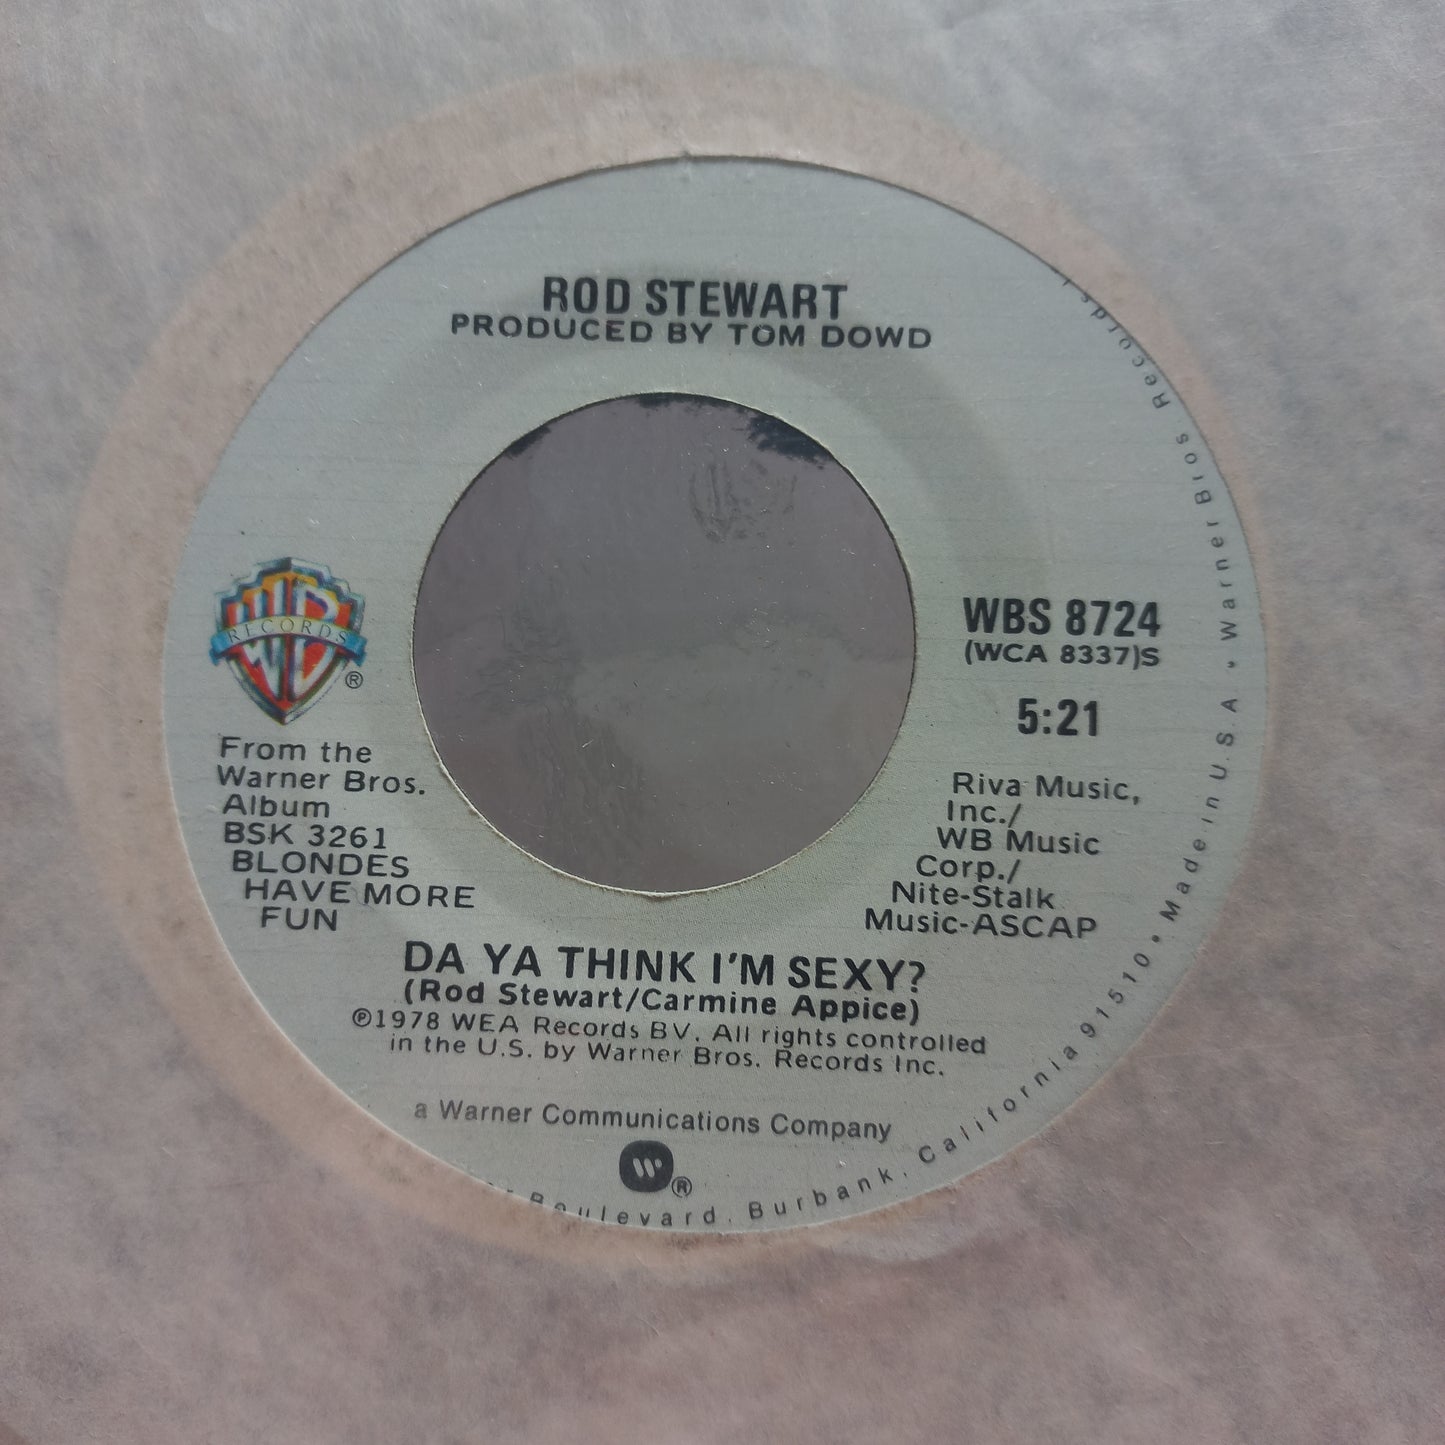 ROD STEWART
PRODUCED BY TOM DOWD
RECORDS
WB
®
WBS 8724
(WCA 8337)S
5:21
From the
Warner Bros.
Album
BSK 3261
BLONDES
HAVE MORE
FUN
Riva Music,
Inc./
WB Music
Corp./
Nite-Stalk
Music-ASCAP
DA YA THINK I'M SEXY?
(Rod Stewart/Carmine Appice)
℗1978 WEA Records BV. All rights controlled
in the U.S. by Warner Bros. Records Inc.
a Warner Communications Company
W ®
Boulevard, Burbank, California 91510 • Made in U.S.A. • Warner Bros Records